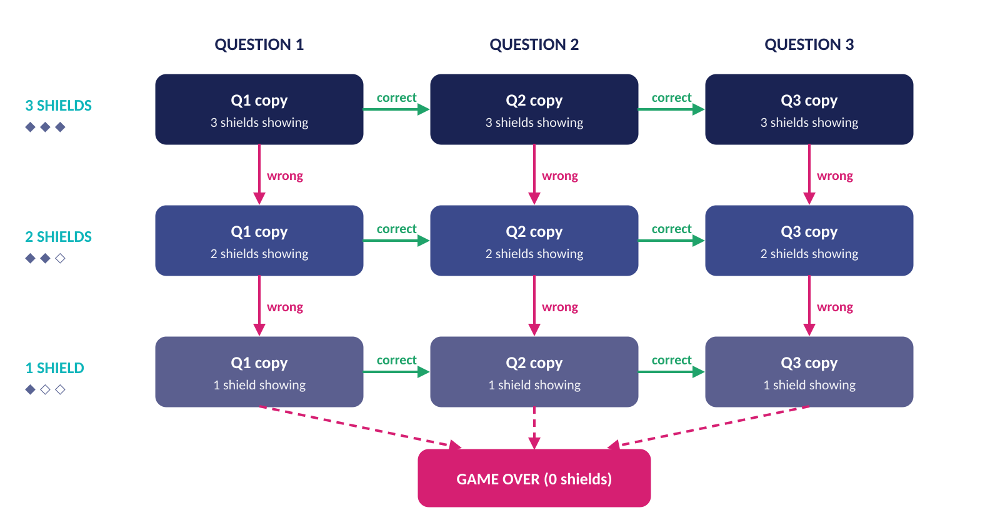 QUESTION 1
QUESTION 2
QUESTION 3
3 SHIELDS
Q1 copy
3 shields showing
correct
Q2 copy
3 shields showing
correct
Q3 copy
3 shields showing
wrong
wrong
wrong
2 SHIELDS
Q1 copy
2 shields showing
correct
Q2 copy
2 shields showing
correct
Q3 copy
2 shields showing
wrong
wrong
wrong
1 SHIELD
Q1 copy
1 shield showing
correct
Q2 copy
1 shield showing
correct
Q3 copy
1 shield showing
GAME OVER (0 shields)